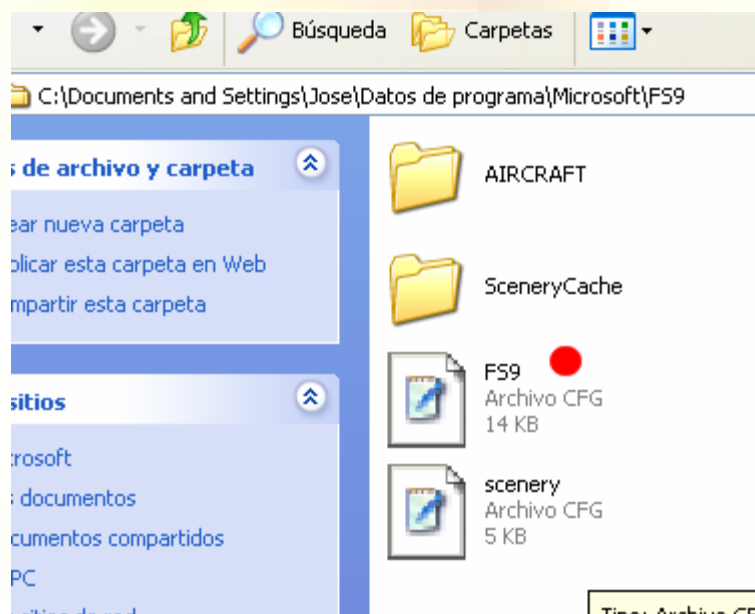 Búsqueda Carpetas
C:\Documents and Settings\Jose\Datos de programa\Microsoft\FS9
s de archivo y carpeta
ear nueva carpeta
blicar esta carpeta en Web
mpartir esta carpeta
sitios
crosoft
s documentos
cumentos compartidos
PC
AIRCRAFT
SceneryCache
FS9
Archivo CFG
14 KB
scenery
Archivo CFG
5 KB